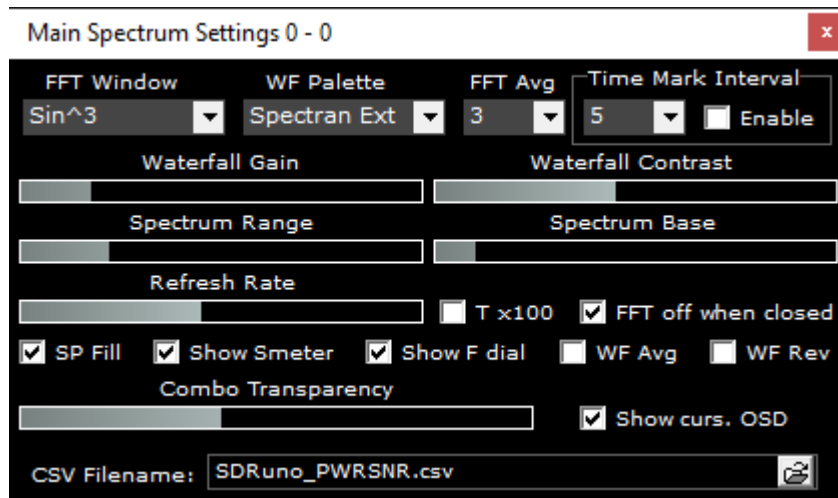 Main Spectrum Settings 0 - 0
x
FFT Window WF Palette FFT Avg Time Mark Interval
Sin^3 Spectran Ext 3 5 Enable
Waterfall Gain Waterfall Contrast
Spectrum Range Spectrum Base
Refresh Rate
T x100 FFT off when closed
SP Fill Show Smeter Show F dial WF Avg WF Rev
Combo Transparency
Show curs. OSD
CSV Filename: SDRuno_PWRSNR.csv